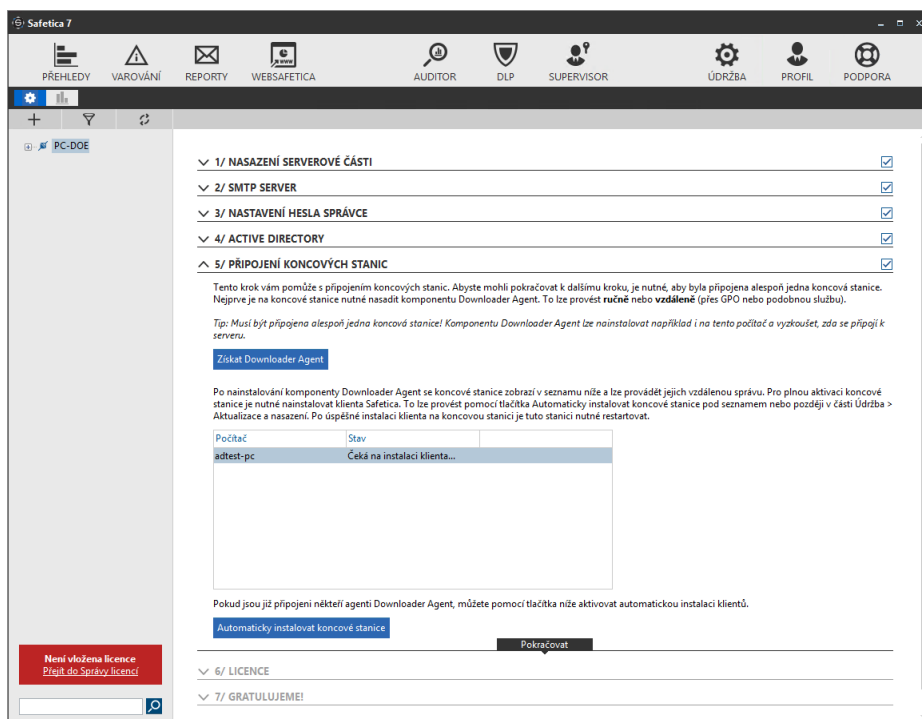 Safetica 7
PŘEHLEDY VAROVÁNÍ REPORTY WEBSAFETICA AUDITOR DLP SUPERVISOR ÚDRŽBA PROFIL PODPORA
PC-DOE
1/ NASAZENÍ SERVEROVÉ ČÁSTI
2/ SMTP SERVER
3/ NASTAVENÍ HESLA SPRÁVCE
4/ ACTIVE DIRECTORY
5/ PŘIPOJENÍ KONCOVÝCH STANIC
Tento krok vám pomůže s připojením koncových stanic. Abyste mohli pokračovat k dalšímu kroku, je nutné, aby byla připojena alespoň jedna koncová stanice.
Nejprve je na koncové stanice nutné nasadit komponentu Downloader Agent. To lze provést ručně nebo vzdáleně (přes GPO nebo podobnou službu).
Tip: Musí být připojena alespoň jedna koncová stanice! Komponentu Downloader Agent lze nainstalovat například i na tento počítač a vyzkoušet, zda se připojí k
serveru.
Získat Downloader Agent
Po nainstalování komponenty Downloader Agent se koncové stanice zobrazí v seznamu níže a lze provádět jejich vzdálenou správu. Pro plnou aktivaci koncové
stanice je nutné nainstalovat klienta Safetica. To lze provést pomocí tlačítka Automaticky instalovat koncové stanice pod seznamem nebo později v části Údržba >
Aktualizace a nasazení. Po úspěšné instalaci klienta na koncovou stanici je tuto stanici nutné restartovat.
Počítač Stav
adtest-pc Čeká na instalaci klienta...
Pokud jsou již připojeni někteří agenti Downloader Agent, můžete pomocí tlačítka níže aktivovat automatickou instalaci klientů.
Automaticky instalovat koncové stanice
Pokračovat
Není vložena licence
Přejít do Správy licencí
6/ LICENCE
7/ GRATULUJEME!